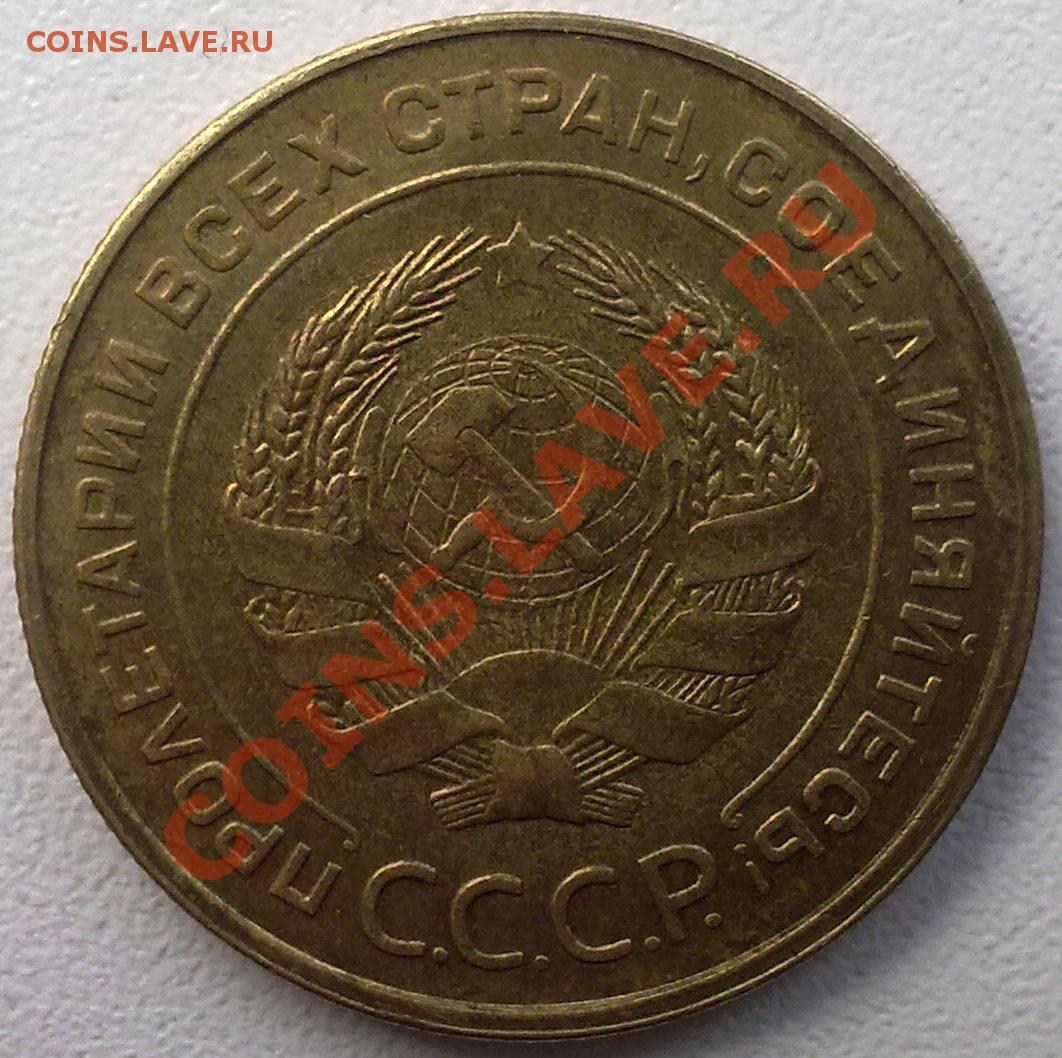 COINS.LAVE.RU
ПРОЛЕТАРИИ ВСЕХ СТРАН, СОЕДИНЯЙТЕСЬ!
С.С.С.Р.
COINS.LAVE.RU